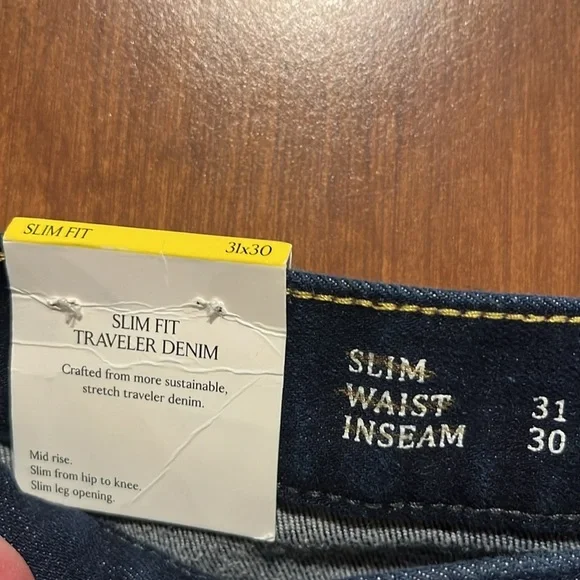 SLIM FIT 31x30
SLIM FIT
TRAVELER DENIM
Crafted from more sustainable,
stretch traveler denim.
Mid rise.
Slim from hip to knee.
Slim leg opening.
SLIM
WAIST 31
INSEAM 30